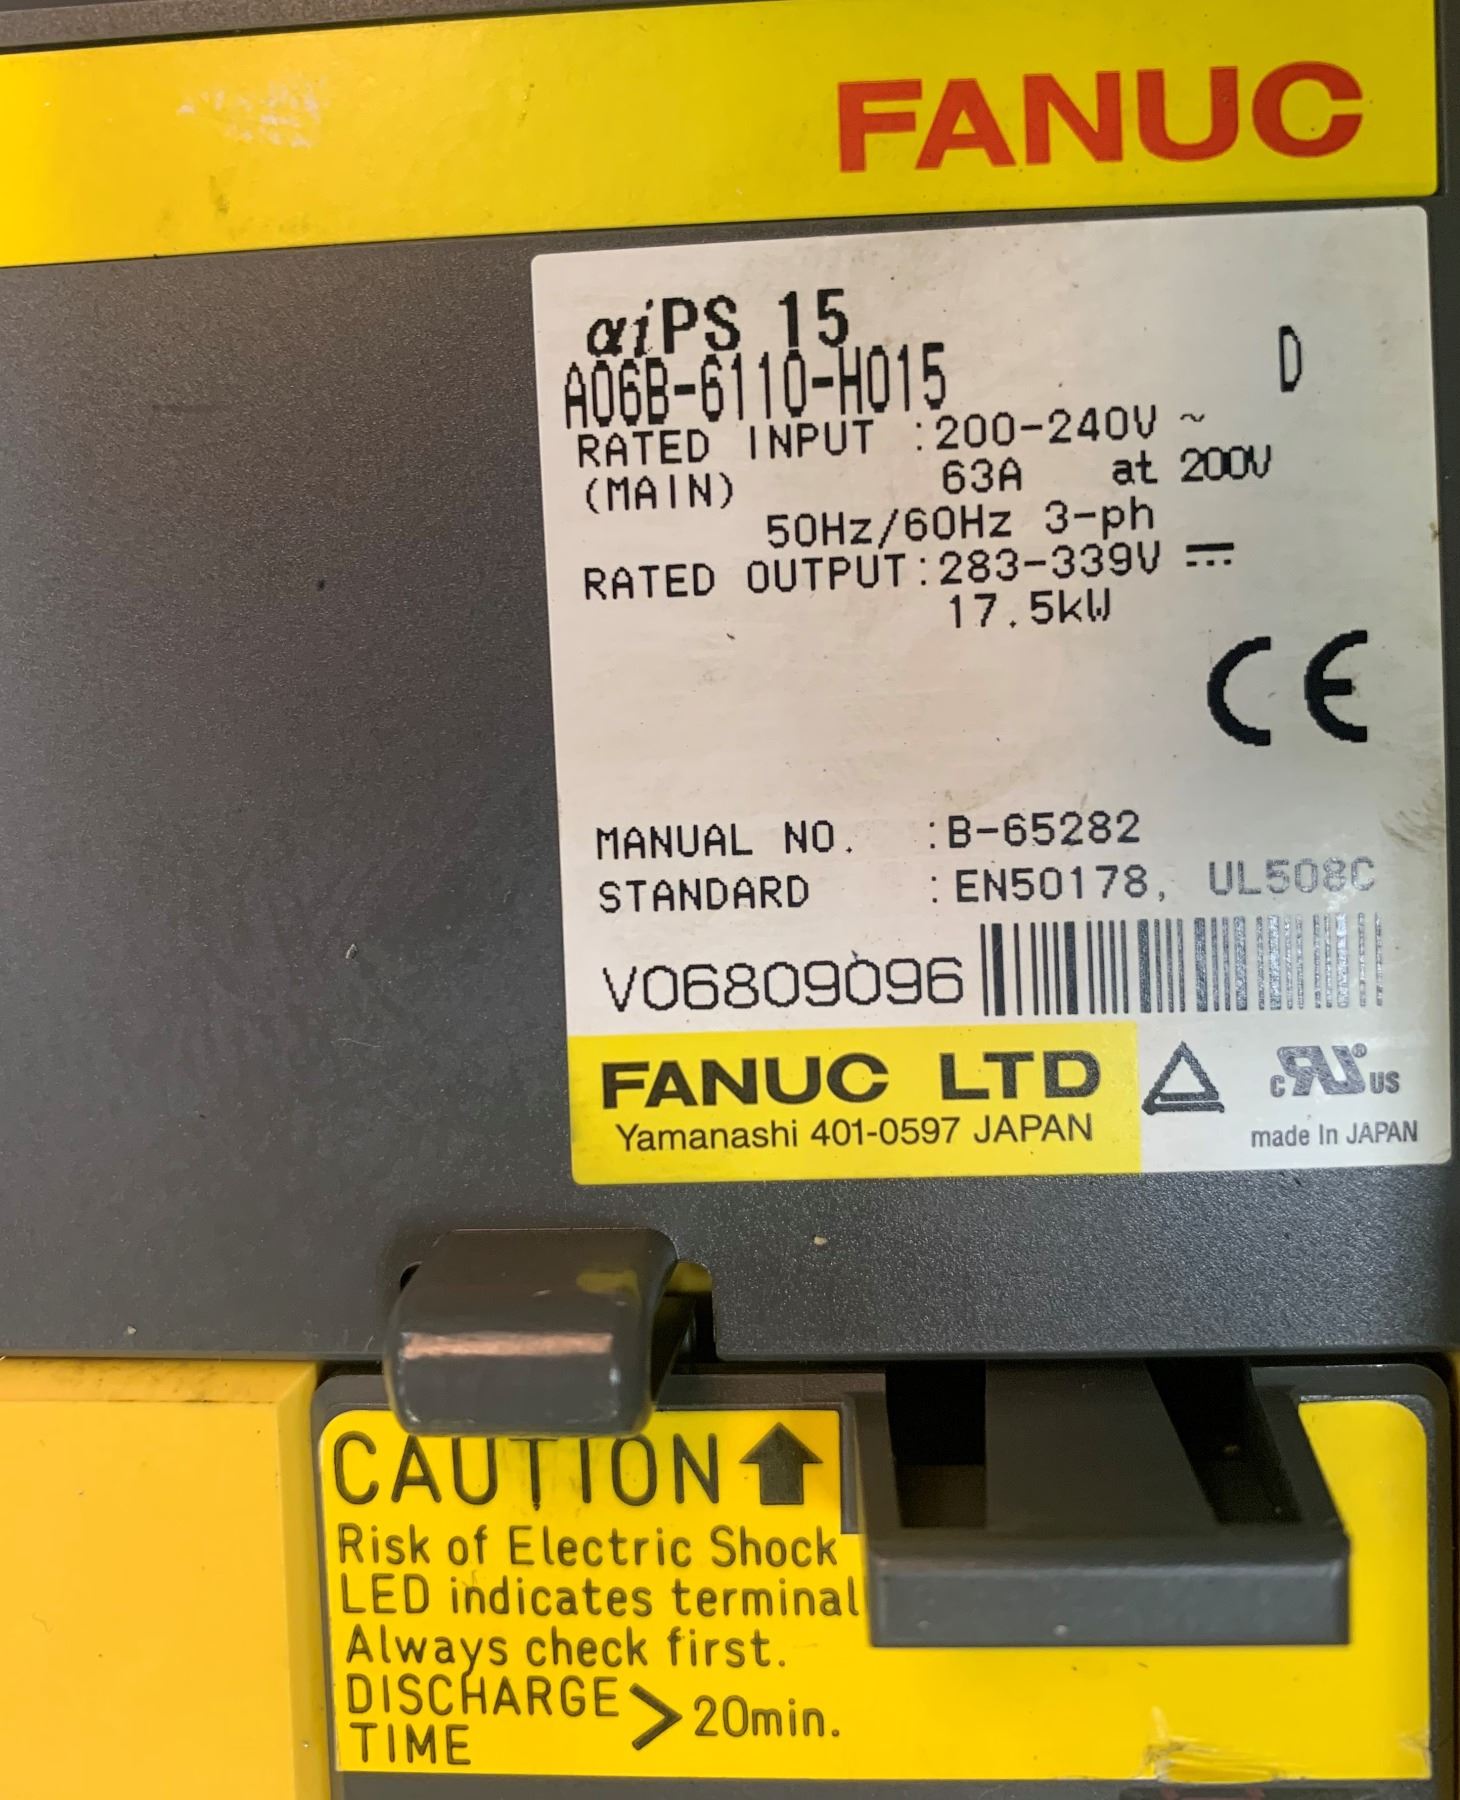 FANUC
αiPS 15
A06B-6110-H015 D
RATED INPUT :200-240V ~
(MAIN) 63A at 200V
50Hz/60Hz 3-ph
RATED OUTPUT:283-339V ⎓
17.5kW
CE
MANUAL NO. :B-65282
STANDARD :EN50178, UL508C
V06809096
FANUC LTD
Yamanashi 401-0597 JAPAN
c RU® US
made In JAPAN
CAUTION ↑
Risk of Electric Shock
LED indicates terminal
Always check first.
DISCHARGE
TIME > 20min.